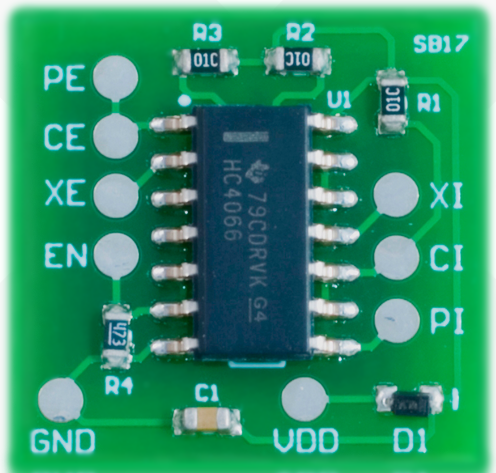 R3
R2
SB17
01C
01C
PE
U1
01C
R1
CE
XE
XI
79CDRVK G4
HC4066
EN
CI
PI
473
R4
C1
GND
VDD
D1